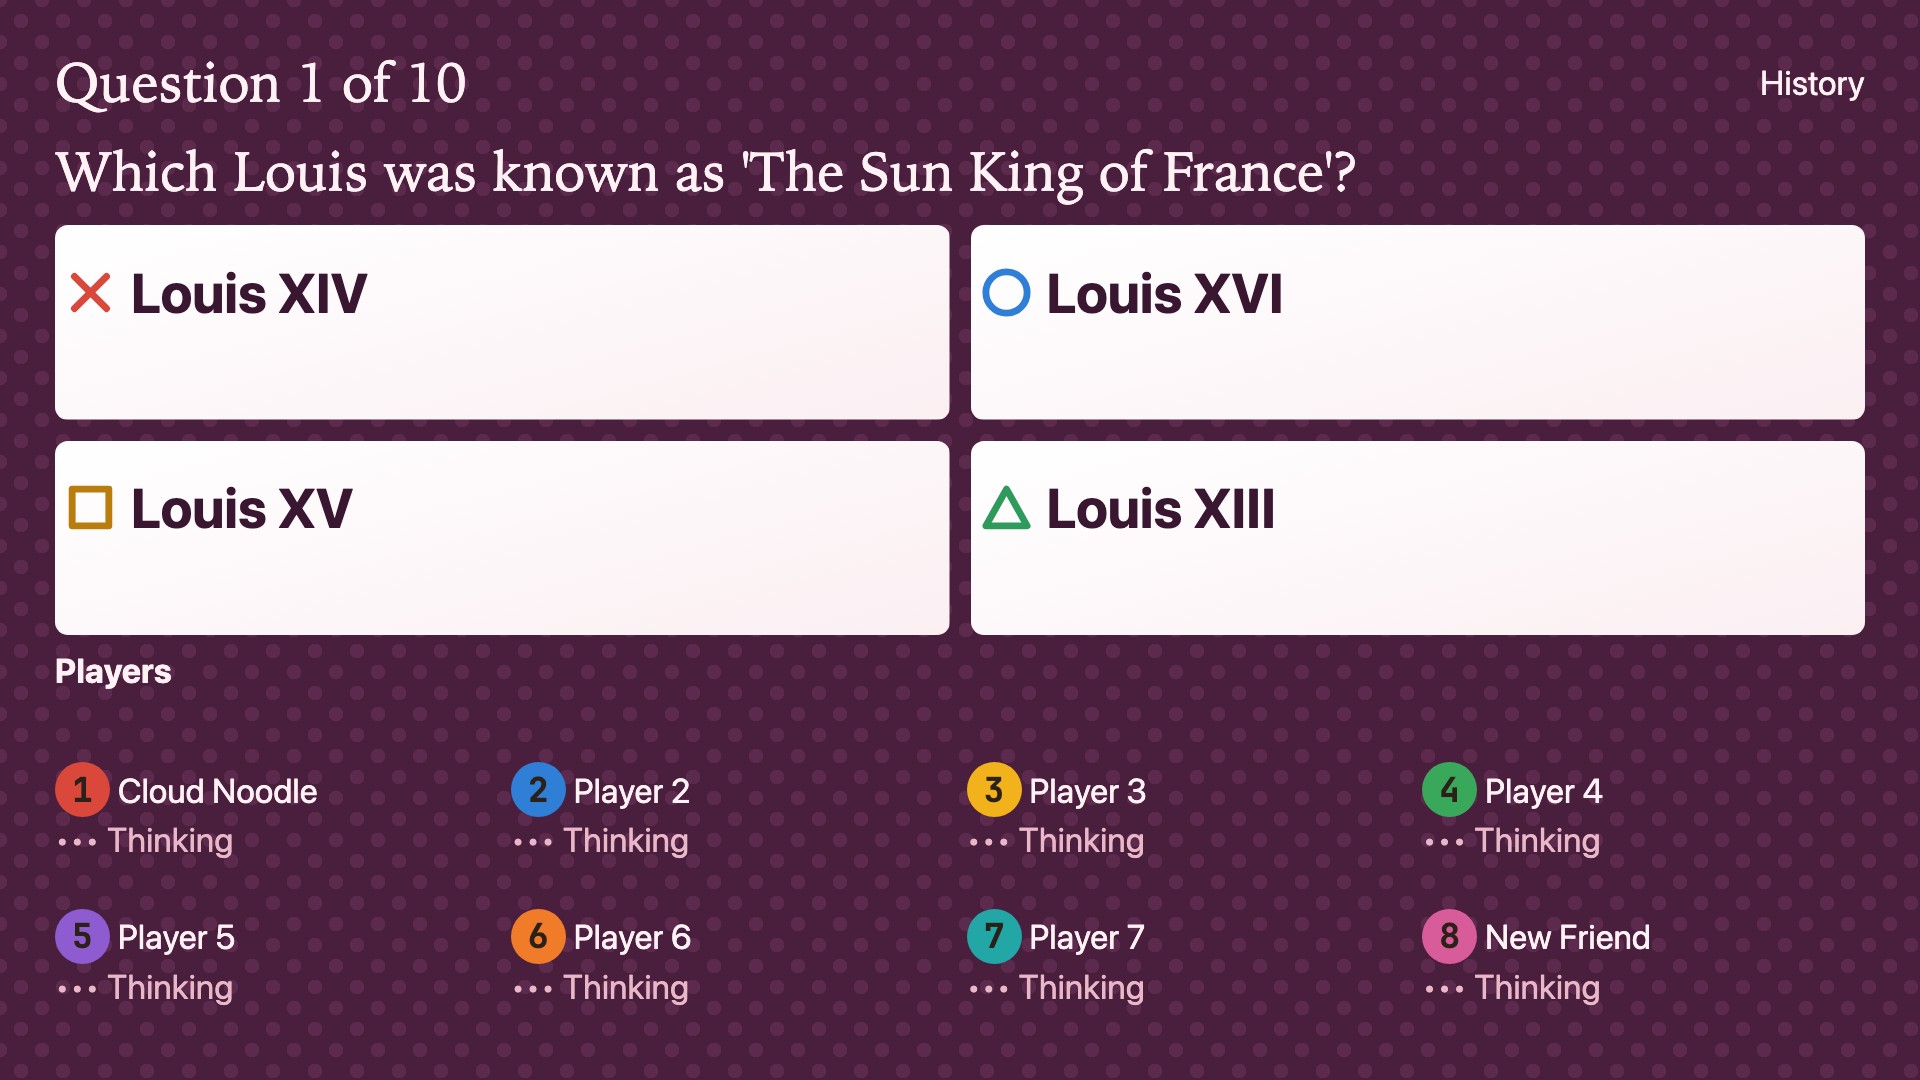 Question 1 of 10
History
Which Louis was known as 'The Sun King of France'?
Louis XIV
Louis XVI
Louis XV
Louis XIII
Players
1 Cloud Noodle
2 Player 2
3 Player 3
4 Player 4
••• Thinking
••• Thinking
••• Thinking
••• Thinking
5 Player 5
6 Player 6
7 Player 7
8 New Friend
••• Thinking
••• Thinking
••• Thinking
••• Thinking